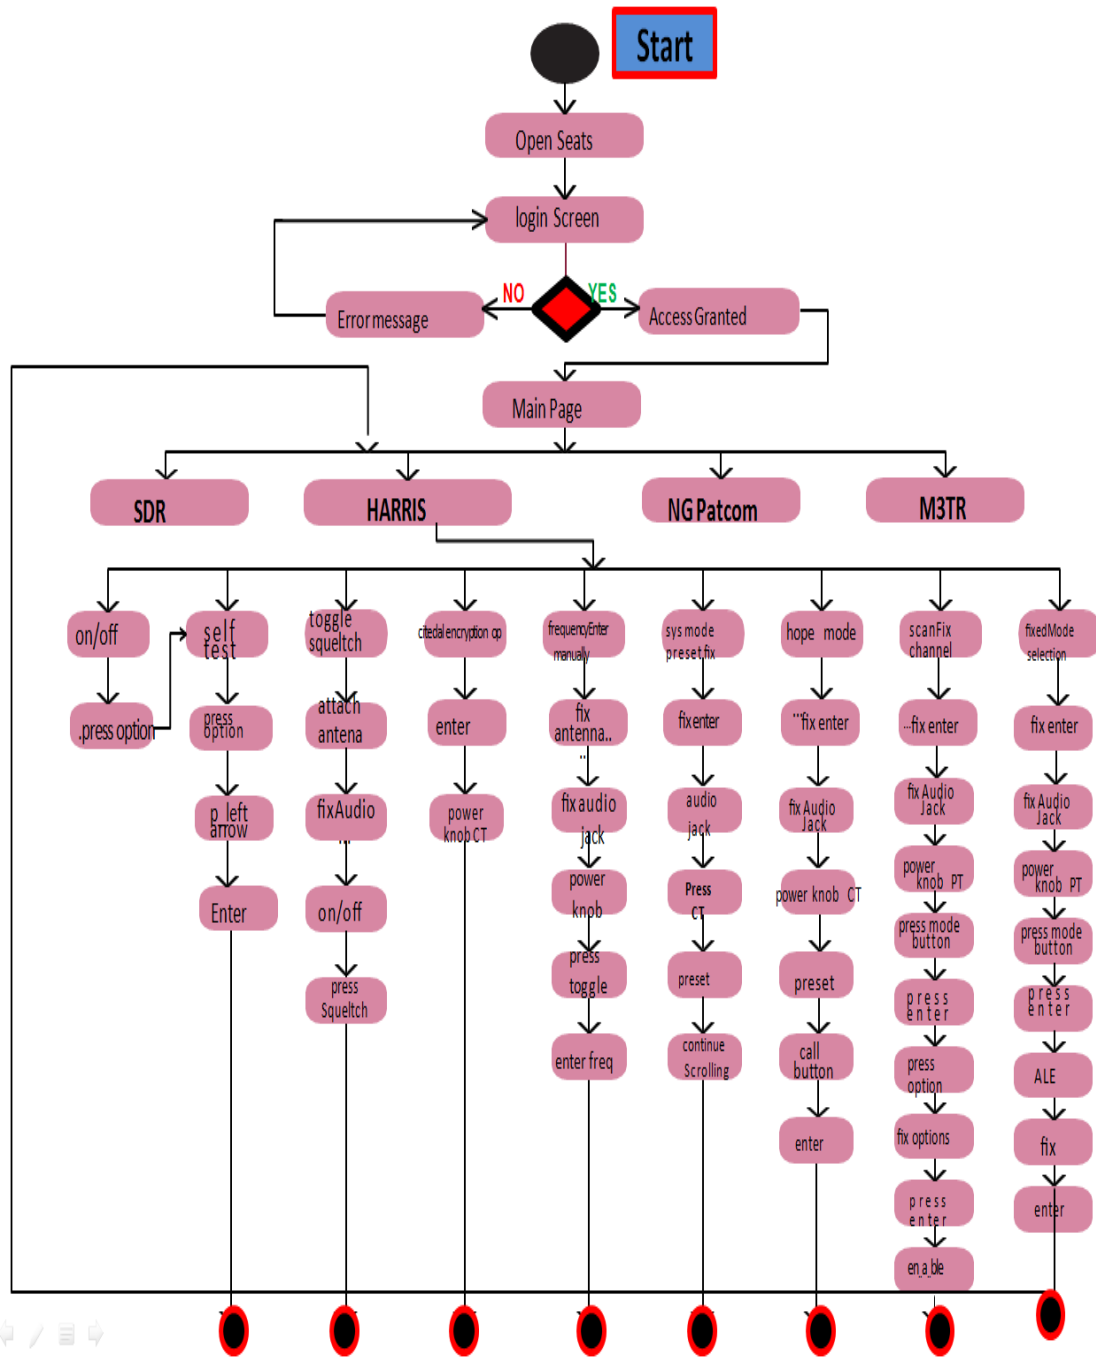 Start
Open Seats
login Screen
NO
YES
Error message
Access Granted
Main Page
SDR
HARRIS
NG Patcom
M3TR
on/off
.press option
self
test
press
option
p_left
arrow
Enter
toggle
squeltch
attach
antena
fix Audio
....
on/off
press
Squeltch
citedal encryption op
enter
power
knob CT
frequencyEnter
manually
fix
antenna..
..
fix audio
jack
power
knob
press
toggle
enter freq
sys mode
preset,fix
fix enter
audio
jack
Press
CT
preset
continue
Scrolling
hope mode
...fix enter
fix Audio
Jack
power knob CT
preset
call
button
enter
scanFix
channel
...fix enter
fix Audio
Jack
power
knob PT
press mode
button
press
enter
press
option
fix options
press
enter
en_a_ble
fixed Mode
selection
fix enter
fix Audio
Jack
power
knob PT
press mode
button
press
enter
ALE
fix
enter